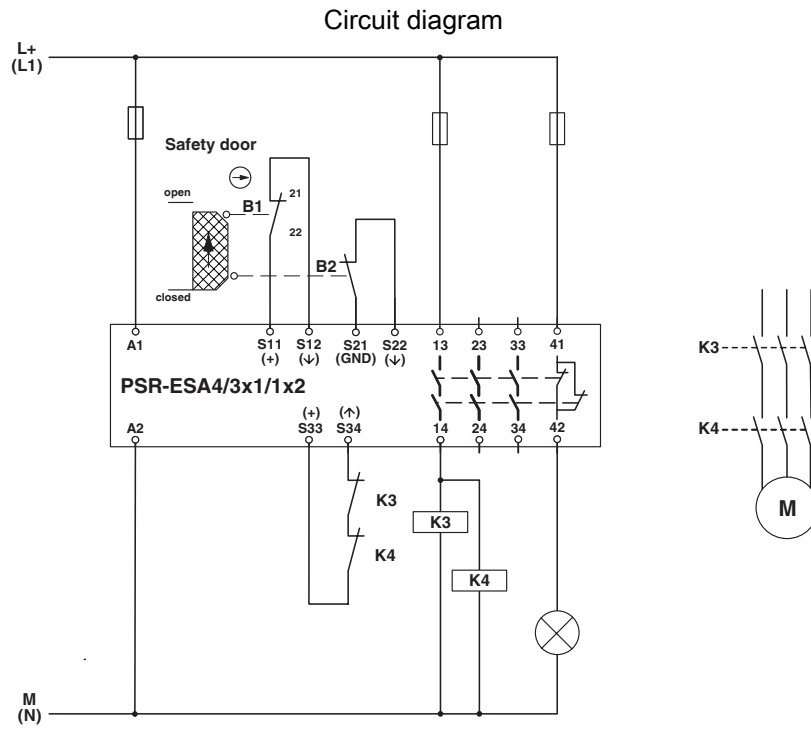 Circuit diagram
L+
(L1)
Safety door
open
B1
21
22
B2
closed
A1
S11
(+)
S12
(↓)
S21
(GND)
S22
(↓)
13
23
33
41
PSR-ESA4/3x1/1x2
A2
(+)
S33
(↑)
S34
14
24
34
42
K3
K4
K3
K4
K3
K4
M
M
(N)